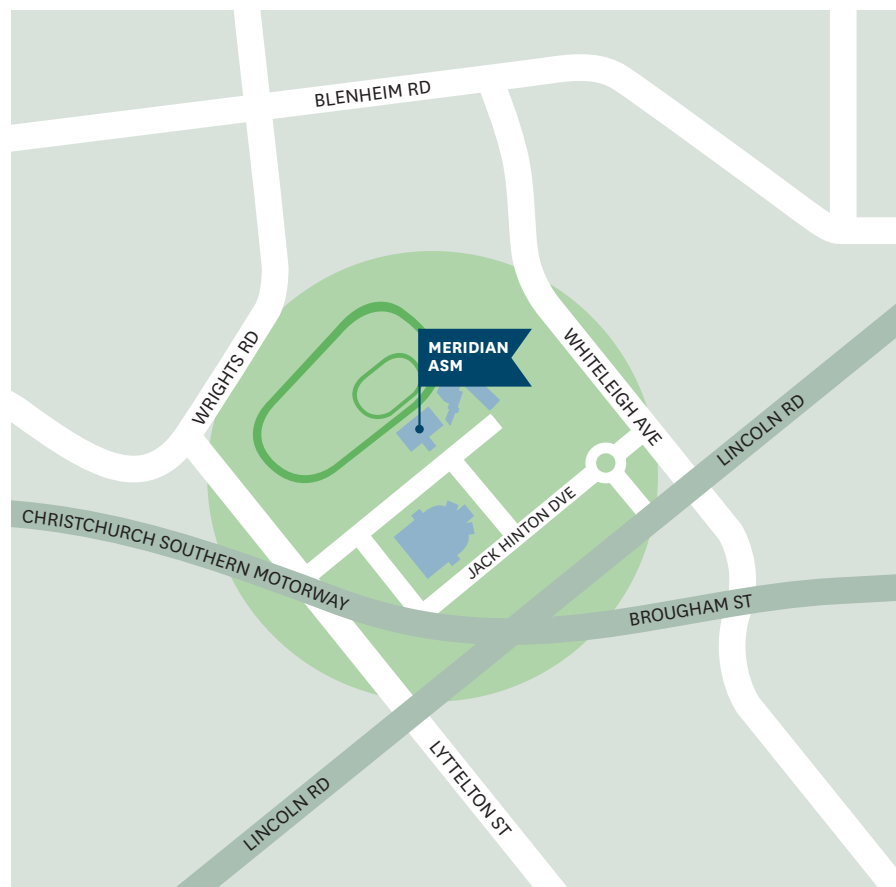 BLENHEIM RD
WRIGHTS RD
MERIDIAN
ASM
WHITELEIGH AVE
LINCOLN RD
CHRISTCHURCH SOUTHERN MOTORWAY
JACK HINTON DVE
BROUGHAM ST
LYTTELTON ST
LINCOLN RD